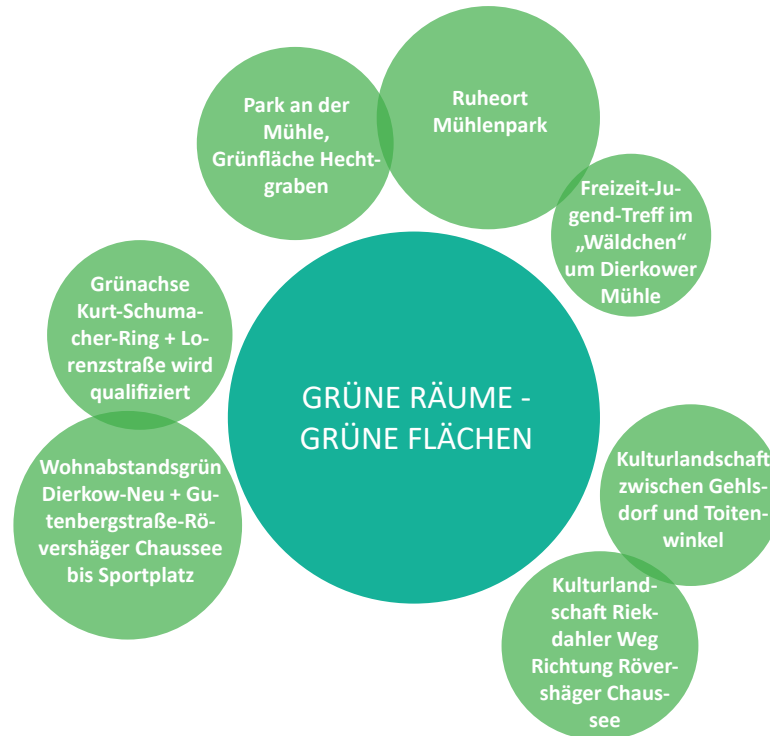 Park an der
Mühle,
Grünfläche Hecht-
graben
Ruheort
Mühlenpark
Freizeit-Ju-
gend-Treff im
„Wäldchen“
um Dierkower
Mühle
Grünachse
Kurt-Schuma-
cher-Ring + Lo-
renzstraße wird
qualifiziert
GRÜNE RÄUME -
GRÜNE FLÄCHEN
Wohnabstandsgrün
Dierkow-Neu + Gu-
tenbergstraße-Rö-
vershäger Chaussee
bis Sportplatz
Kulturlandschaft
zwischen Gehls-
dorf und Toiten-
winkel
Kulturland-
schaft Riek-
dahler Weg
Richtung Röver-
shäger Chaus-
see